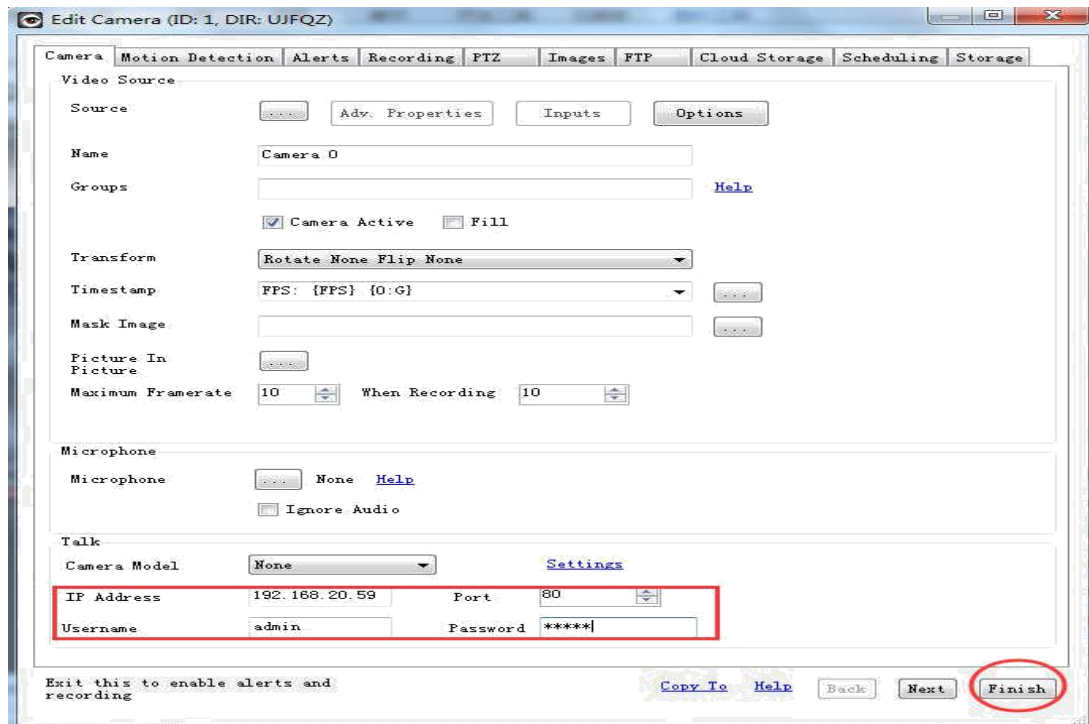 Edit Camera (ID: 1, DIR: UJFQZ)
Camera Motion Detection Alerts Recording PTZ Images FTP Cloud Storage Scheduling Storage
Video Source
Source ... Adv. Properties Inputs Options
Name Camera 0
Groups Help
Camera Active Fill
Transform Rotate None Flip None
Timestamp FPS: {FPS} {0:G} ...
Mask Image ...
Picture In
Picture ...
Maximum Framerate 10 When Recording 10
Microphone
Microphone ... None Help
Ignore Audio
Talk
Camera Model None Settings
IP Address 192.168.20.59 Port 80
Username admin Password *****
Exit this to enable alerts and
recording
Copy To Help Back Next Finish